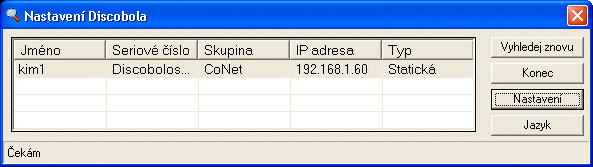 Nastavení Discobola
Jméno Seriové číslo Skupina IP adresa Typ
kim1 Discobolos... CoNet 192.168.1.60 Statická
Vyhledej znovu
Konec
Nastavení
Jazyk
Čekám